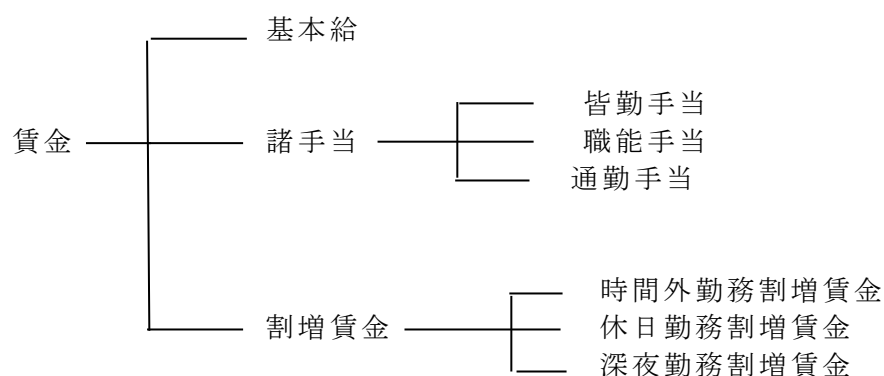 賃金
基本給
諸手当
皆勤手当
職能手当
通勤手当
割増賃金
時間外勤務割増賃金
休日勤務割増賃金
深夜勤務割増賃金